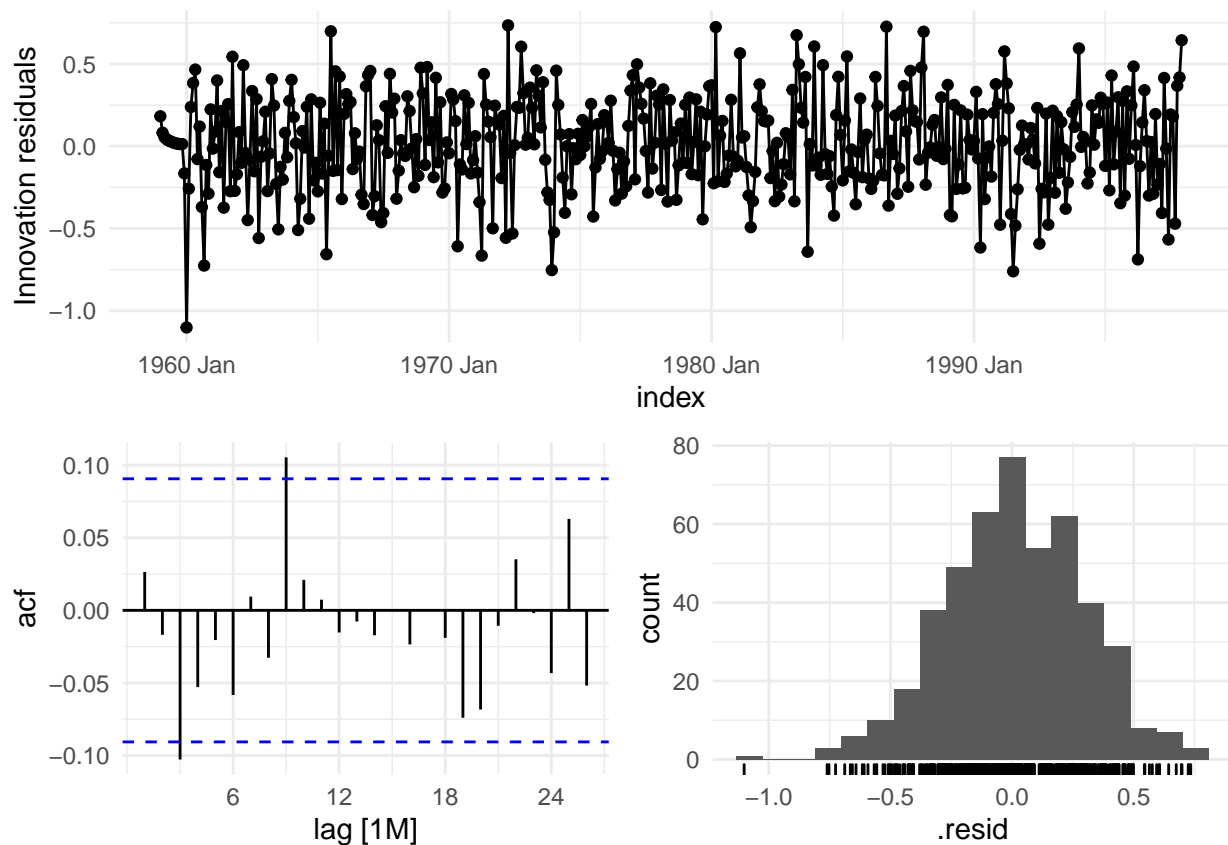 Innovation residuals
0.5
0.0
−0.5
−1.0
1960 Jan 1970 Jan 1980 Jan 1990 Jan
index
acf
0.10
0.05
0.00
−0.05
−0.10
6 12 18 24
lag [1M]
count
80
60
40
20
0
−1.0 −0.5 0.0 0.5
.resid